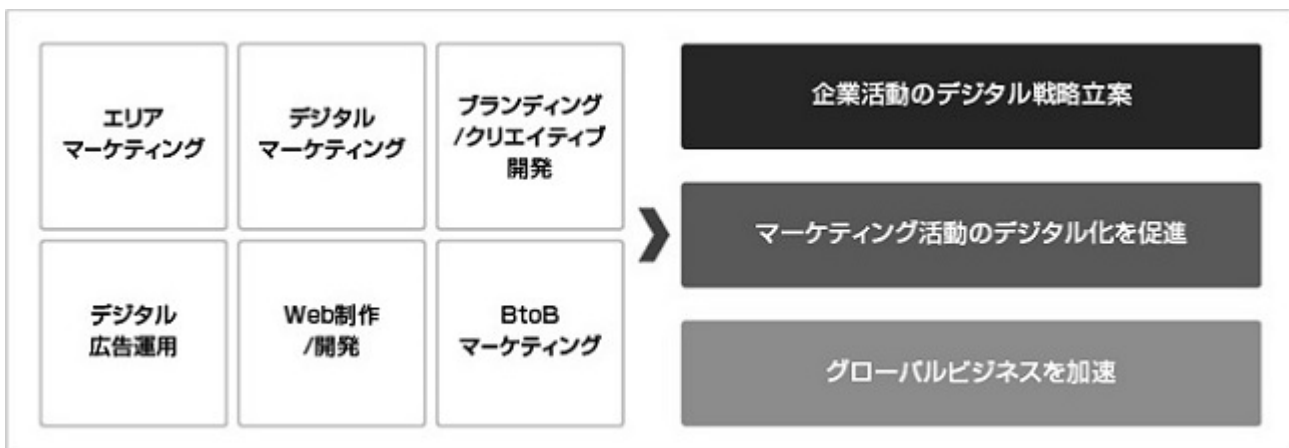 エリア
マーケティング
デジタル
マーケティング
ブランディング
/クリエイティブ
開発
デジタル
広告運用
Web制作
/開発
BtoB
マーケティング
企業活動のデジタル戦略立案
マーケティング活動のデジタル化を促進
グローバルビジネスを加速